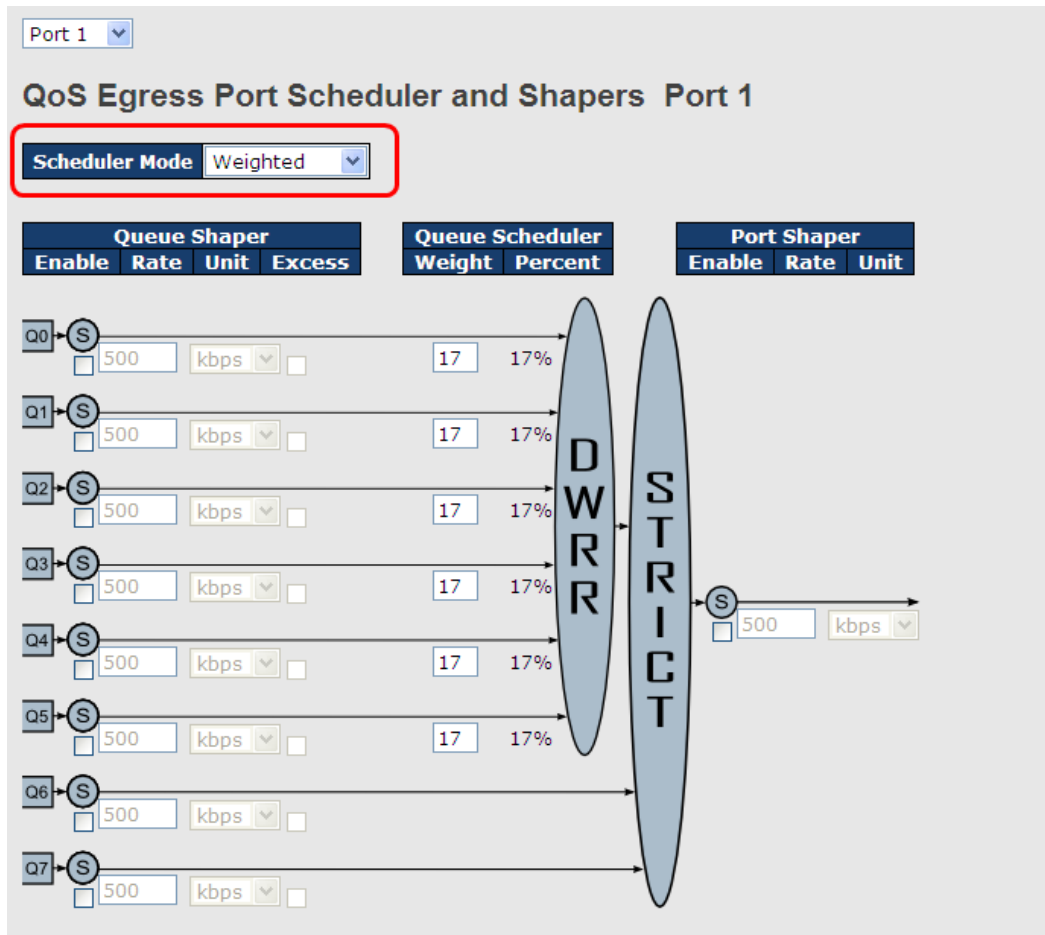 Port 1
QoS Egress Port Scheduler and Shapers Port 1
Scheduler Mode Weighted
Queue Shaper Queue Scheduler Port Shaper
Enable Rate Unit Excess Weight Percent Enable Rate Unit
Q0 S
500 kbps 17 17%
Q1 S
500 kbps 17 17%
Q2 S
500 kbps 17 17%
Q3 S
500 kbps 17 17%
Q4 S
500 kbps 17 17%
Q5 S
500 kbps 17 17%
Q6 S
500 kbps
Q7 S
500 kbps
DWRR
STRICT
S
500 kbps